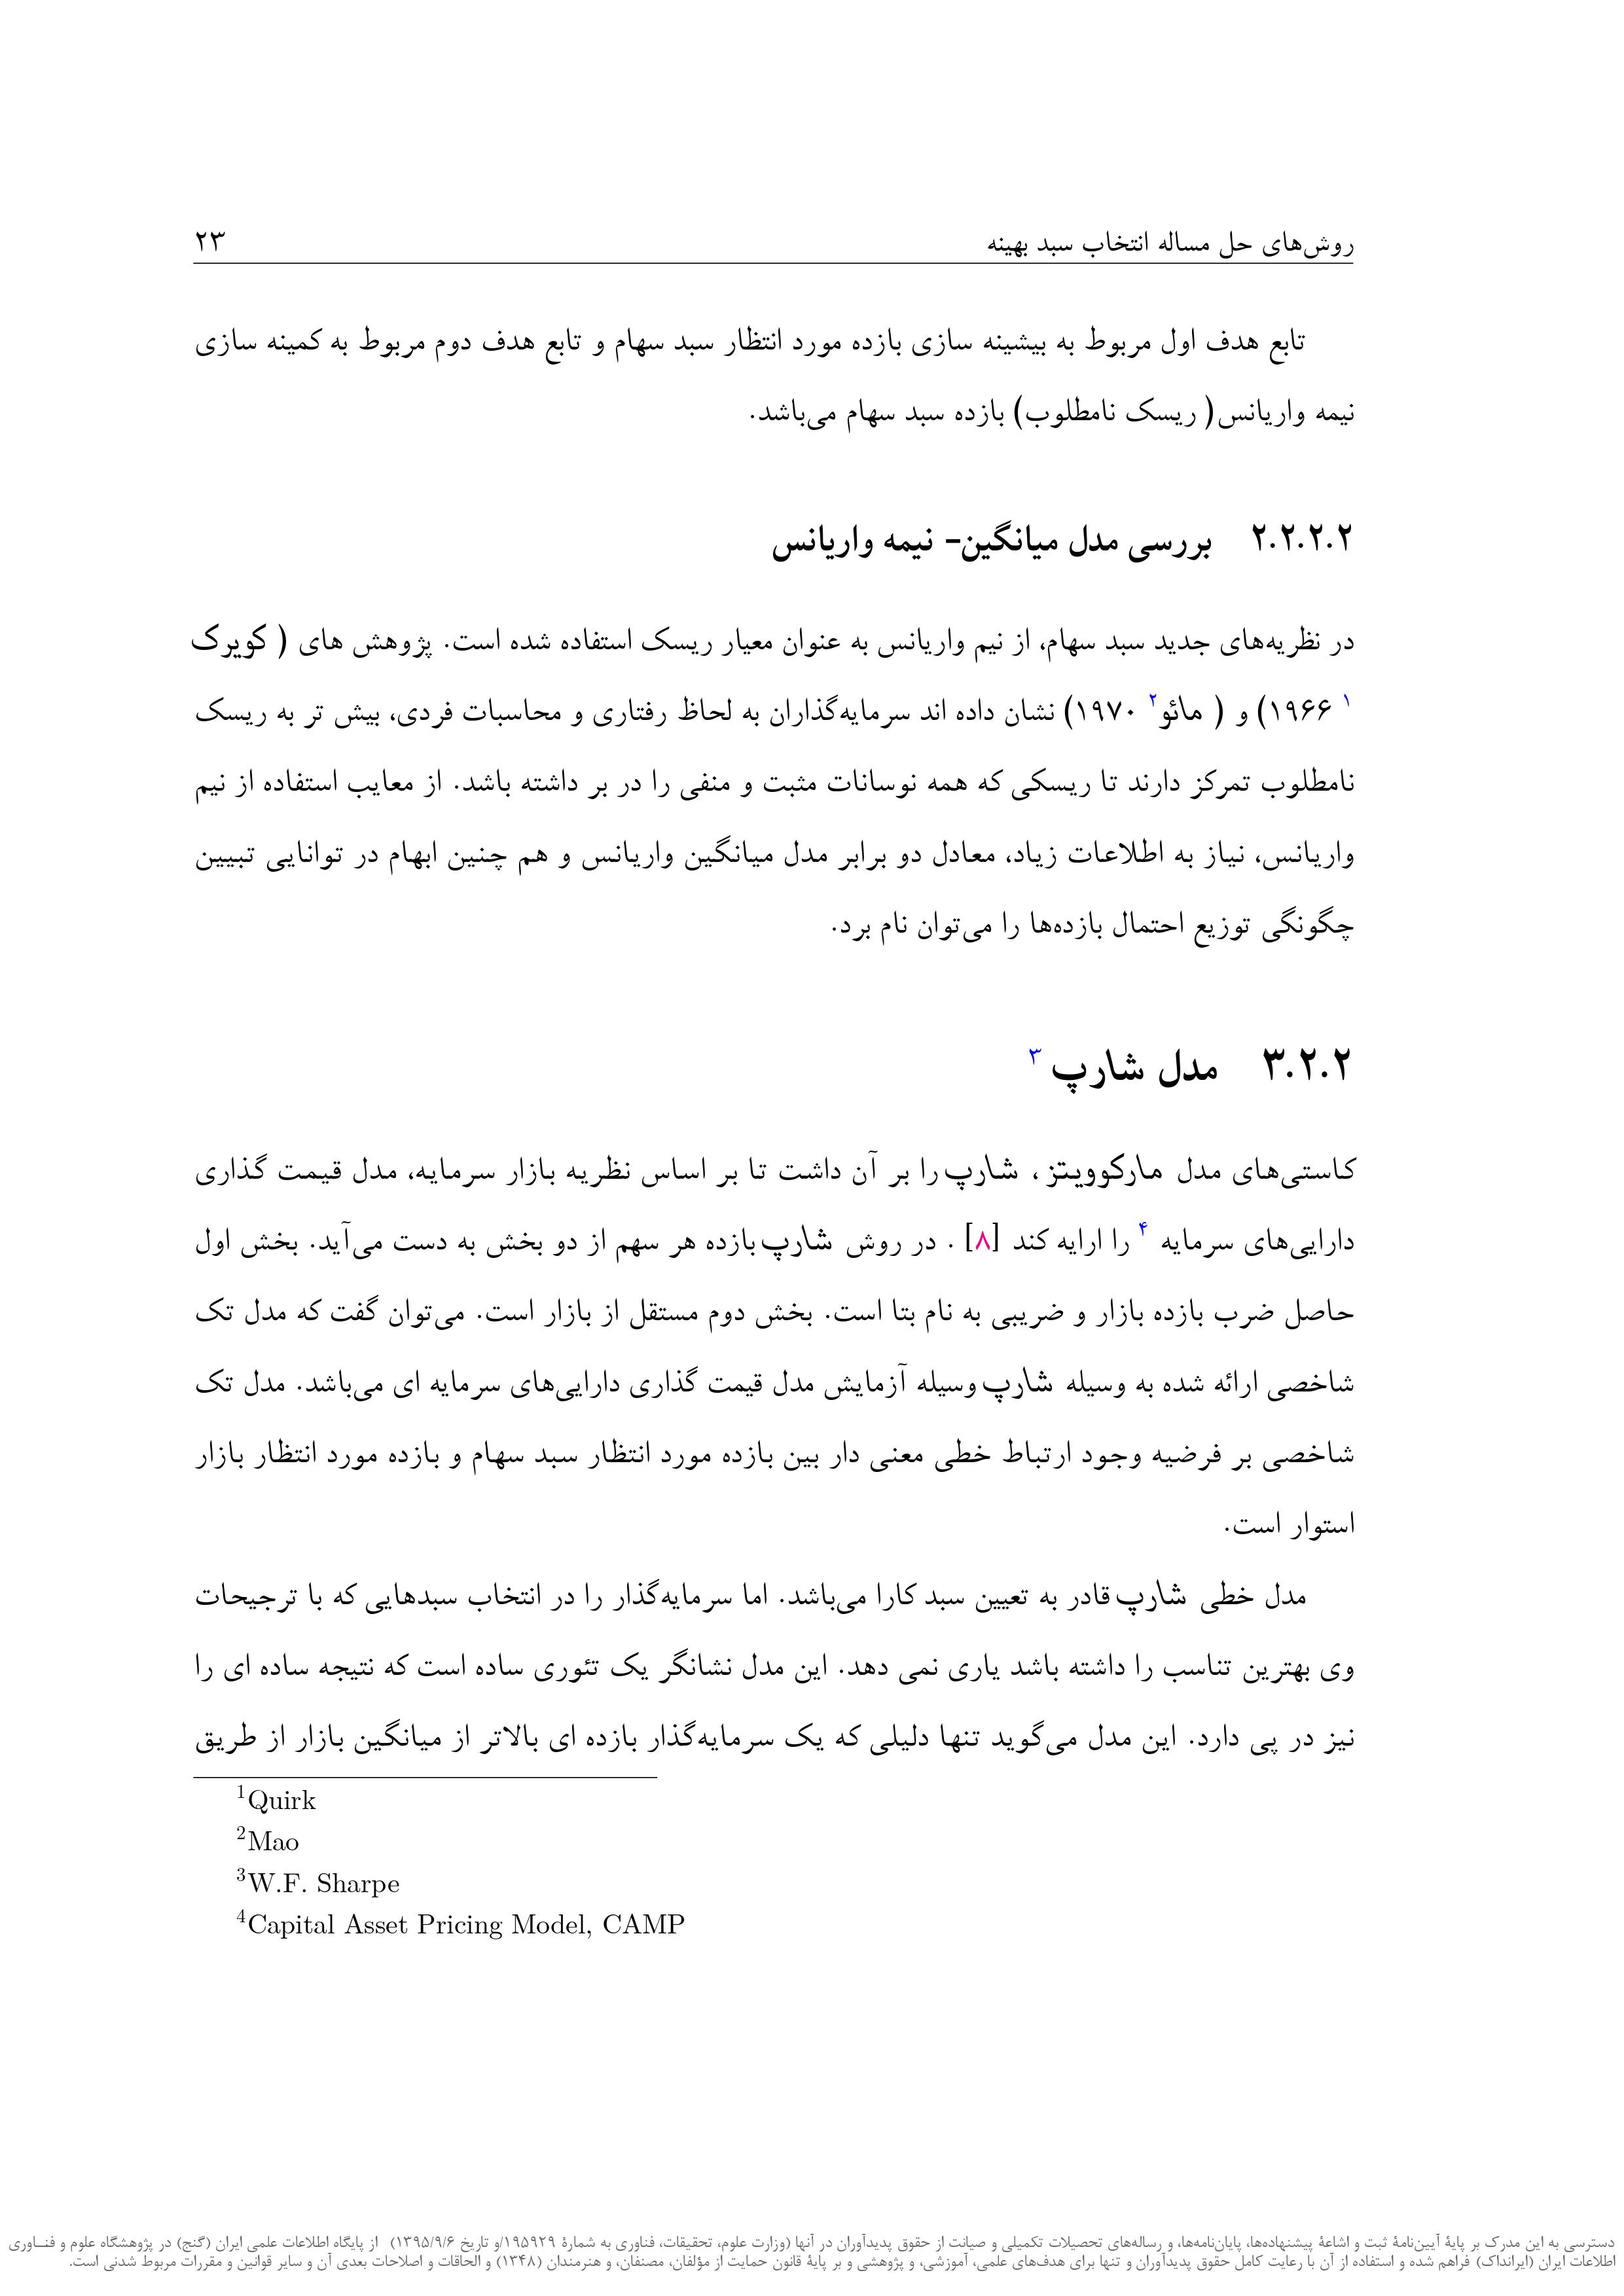 روش‌های حل مساله انتخاب سبد بهینه ۲۳
تابع هدف اول مربوط به بیشینه سازی بازده مورد انتظار سبد سهام و تابع هدف دوم مربوط به کمینه سازی
نیمه واریانس( ریسک نامطلوب) بازده سبد سهام می‌باشد.
۲.۲.۲.۲ بررسی مدل میانگین- نیمه واریانس
در نظریه‌های جدید سبد سهام، از نیم واریانس به عنوان معیار ریسک استفاده شده است. پژوهش های ( کویرک
۱ ۱۹۶۶) و ( مائو۲ ۱۹۷۰) نشان داده اند سرمایه‌گذاران به لحاظ رفتاری و محاسبات فردی، بیش تر به ریسک
نامطلوب تمرکز دارند تا ریسکی که همه نوسانات مثبت و منفی را در بر داشته باشد. از معایب استفاده از نیم
واریانس، نیاز به اطلاعات زیاد، معادل دو برابر مدل میانگین واریانس و هم چنین ابهام در توانایی تبیین
چگونگی توزیع احتمال بازده‌ها را می‌توان نام برد.
۳.۲.۲ مدل شارپ ۳
کاستی‌های مدل مارکوویتز ، شارپ را بر آن داشت تا بر اساس نظریه بازار سرمایه، مدل قیمت گذاری
دارایی‌های سرمایه ۴ را ارایه کند [۸] . در روش شارپ بازده هر سهم از دو بخش به دست می‌آید. بخش اول
حاصل ضرب بازده بازار و ضریبی به نام بتا است. بخش دوم مستقل از بازار است. می‌توان گفت که مدل تک
شاخصی ارائه شده به وسیله شارپ وسیله آزمایش مدل قیمت گذاری دارایی‌های سرمایه ای می‌باشد. مدل تک
شاخصی بر فرضیه وجود ارتباط خطی معنی دار بین بازده مورد انتظار سبد سهام و بازده مورد انتظار بازار
استوار است.
مدل خطی شارپ قادر به تعیین سبد کارا می‌باشد. اما سرمایه‌گذار را در انتخاب سبدهایی که با ترجیحات
وی بهترین تناسب را داشته باشد یاری نمی دهد. این مدل نشانگر یک تئوری ساده است که نتیجه ساده ای را
نیز در پی دارد. این مدل می‌گوید تنها دلیلی که یک سرمایه‌گذار بازده ای بالاتر از میانگین بازار از طریق
1Quirk
2Mao
3W.F. Sharpe
4Capital Asset Pricing Model, CAMP
دسترسی به این مدرک بر پایهٔ آیین‌نامهٔ ثبت و اشاعهٔ پیشنهاده‌ها، پایان‌نامه‌ها، و رساله‌های تحصیلات تکمیلی و صیانت از حقوق پدیدآوران در آنها (وزارت علوم، تحقیقات، فناوری به شمارهٔ ۱۹۵۹۲۹/و تاریخ ۱۳۹۵/۹/۶) از پایگاه اطلاعات علمی ایران (گنج) در پژوهشگاه علوم و فنــاوری
اطلاعات ایران (ایرانداک) فراهم شده و استفاده از آن با رعایت کامل حقوق پدیدآوران و تنها برای هدف‌های علمی، آموزشی، و پژوهشی و بر پایهٔ قانون حمایت از مؤلفان، مصنفان، و هنرمندان (۱۳۴۸) و الحاقات و اصلاحات بعدی آن و سایر قوانین و مقررات مربوط شدنی است.